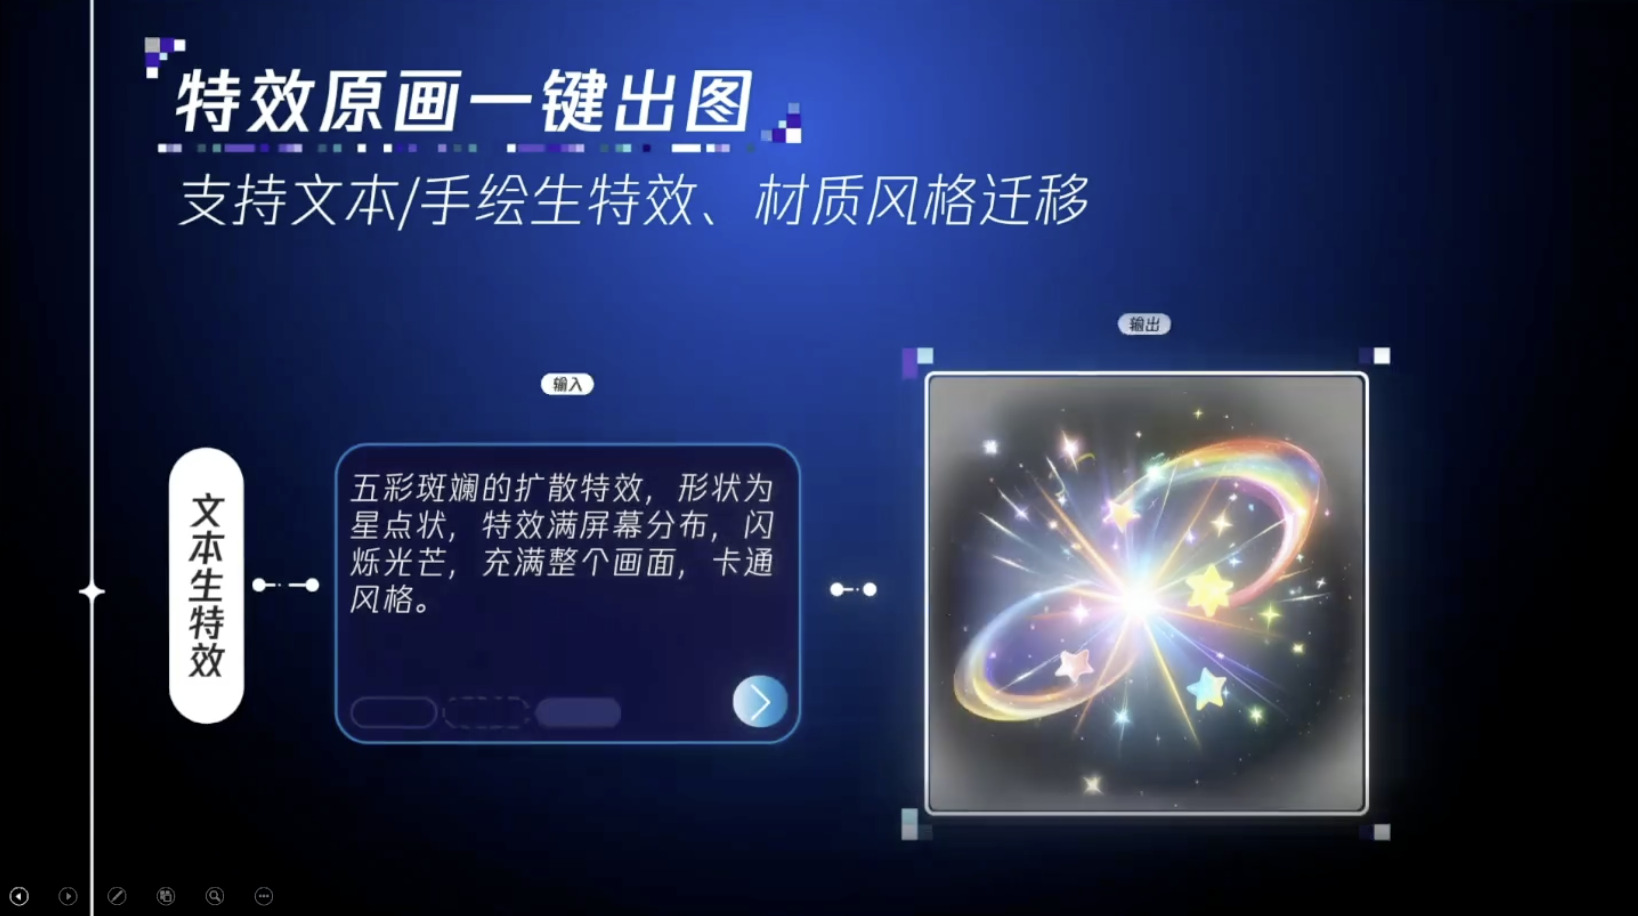 特效原画一键出图
支持文本/手绘生特效、材质风格迁移
输出
输入
文本生特效
五彩斑斓的扩散特效，形状为
星点状，特效满屏幕分布，闪
烁光芒，充满整个画面，卡通
风格。